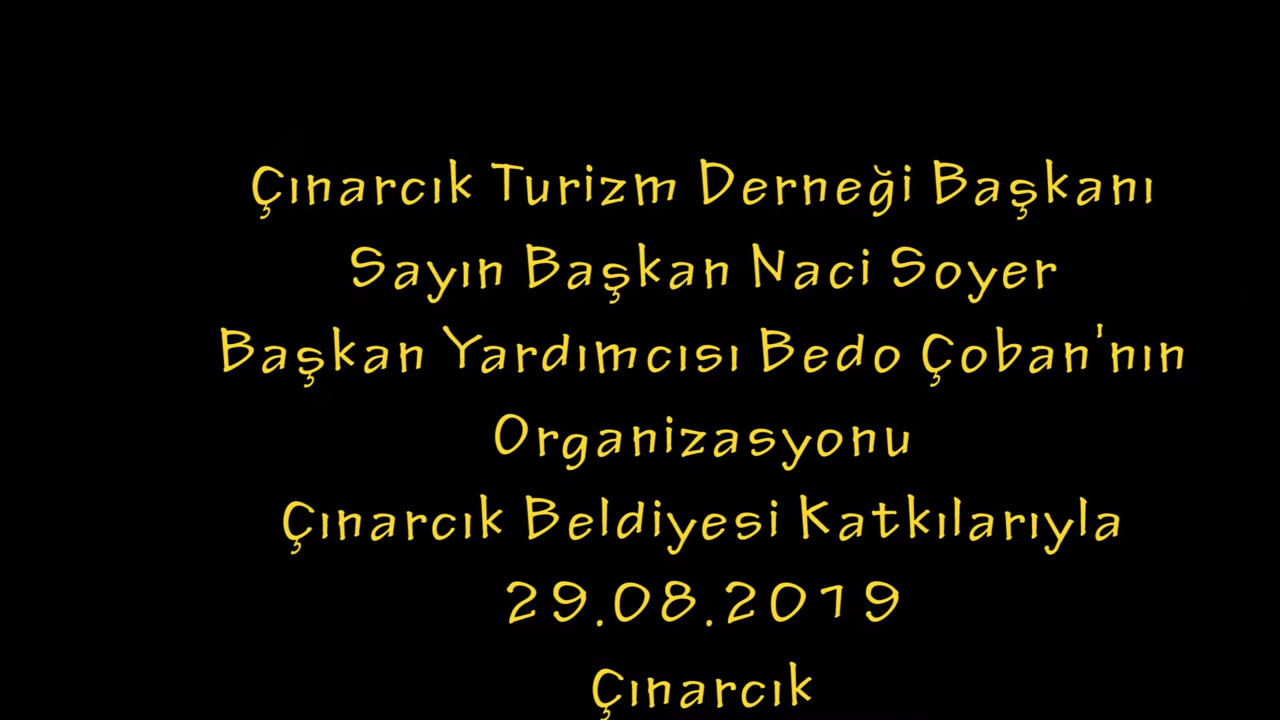 Çınarcık Turizm Derneği Başkanı
Sayın Başkan Naci Soyer
Başkan Yardımcısı Bedo Çoban'nın
Organizasyonu
Çınarcık Beldiyesi Katkılarıyla
29.08.2019
Çınarcık